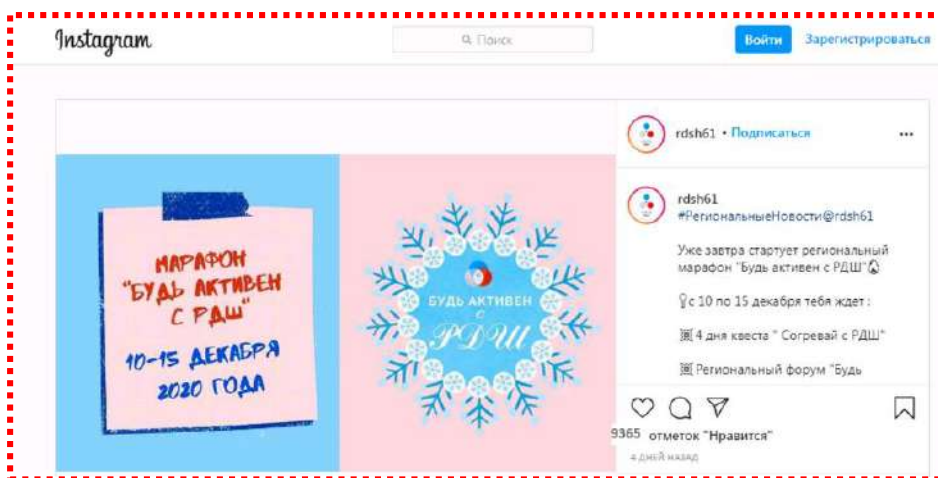 Instagram
Поиск
Войти
Зарегистрироваться
rdsh61 • Подписаться
МАРАФОН
"БУДЬ АКТИВЕН
С РДШ"
10-15 ДЕКАБРЯ
2020 ГОДА
БУДЬ АКТИВЕН
С
РДШ
rdsh61
#РегиональныеНовости@rdsh61
Уже завтра стартует региональный
марафон "Будь активен с РДШ"
с 10 по 15 декабря тебя ждет :
4 дня квеста " Согревай с РДШ"
Региональный форум "Будь
9365 отметок "Нравится"
4 ДНЕЙ НАЗАД